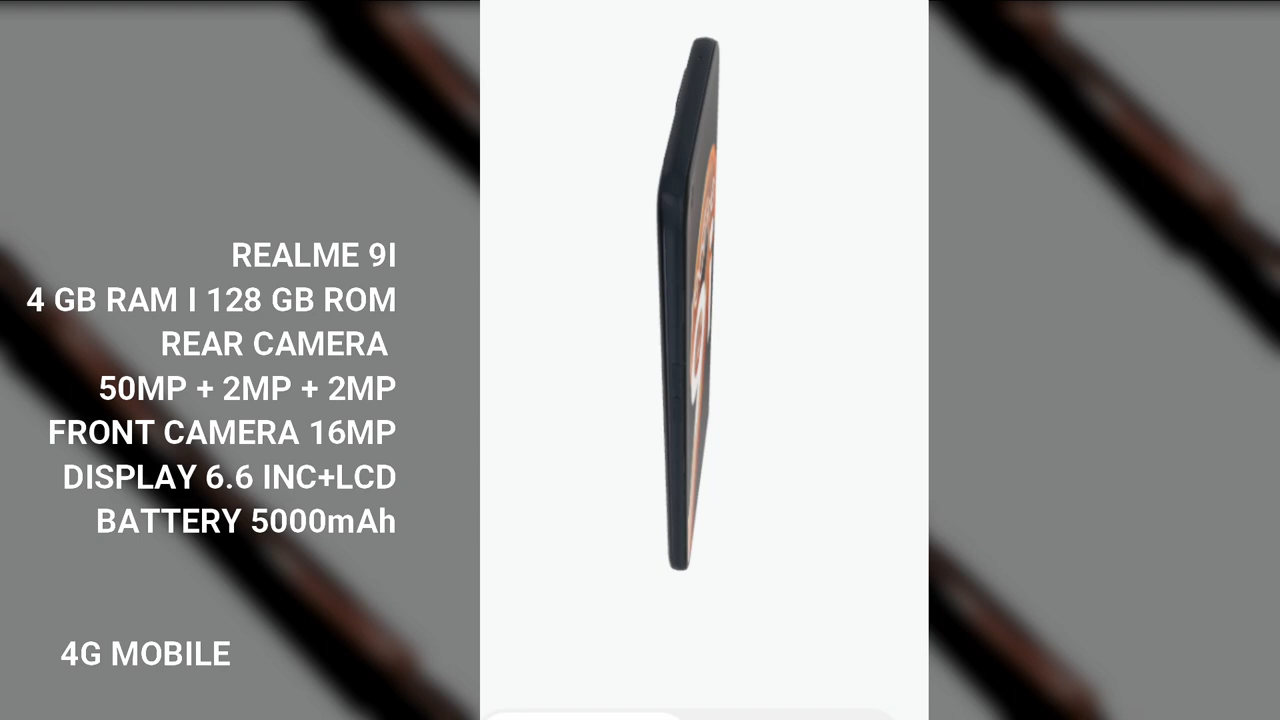 REALME 9I
4 GB RAM I 128 GB ROM
REAR CAMERA
50MP + 2MP + 2MP
FRONT CAMERA 16MP
DISPLAY 6.6 INC+LCD
BATTERY 5000mAh
4G MOBILE